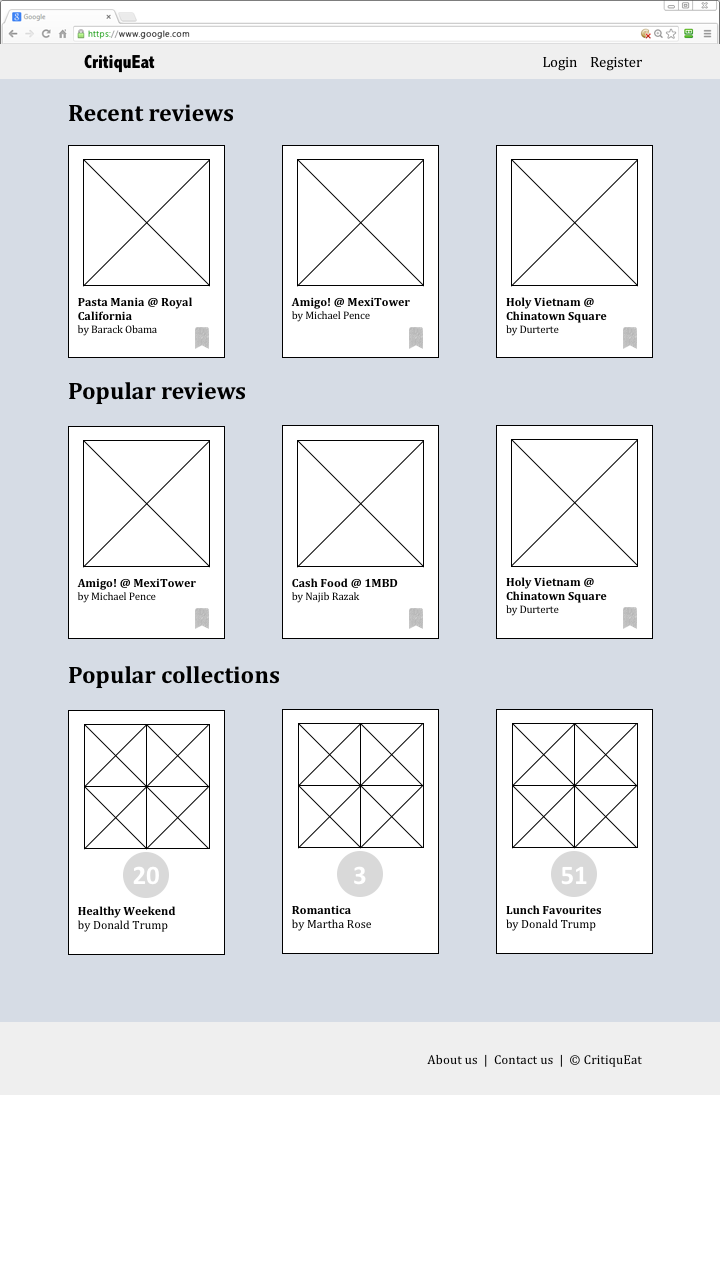 Google
https://www.google.com
CritiquEat
Login Register
Recent reviews
Pasta Mania @ Royal
California
by Barack Obama
Amigo! @ MexiTower
by Michael Pence
Holy Vietnam @
Chinatown Square
by Durterte
Popular reviews
Amigo! @ MexiTower
by Michael Pence
Cash Food @ 1MBD
by Najib Razak
Holy Vietnam @
Chinatown Square
by Durterte
Popular collections
20
Healthy Weekend
by Donald Trump
3
Romantica
by Martha Rose
51
Lunch Favourites
by Donald Trump
About us | Contact us | © CritiquEat